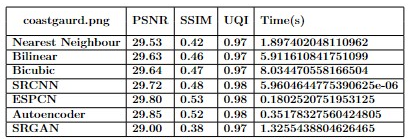 coastgaurd.png PSNR SSIM UQI Time(s)
Nearest Neighbour 29.53 0.42 0.97 1.897402048110962
Bilinear 29.63 0.46 0.97 5.911610841751099
Bicubic 29.64 0.47 0.97 8.034470558166504
SRCNN 29.72 0.48 0.98 5.9604644775390625e-06
ESPCN 29.80 0.53 0.98 0.1802520751953125
Autoencoder 29.85 0.52 0.98 0.35178327560424805
SRGAN 29.00 0.38 0.97 1.3255438804626465